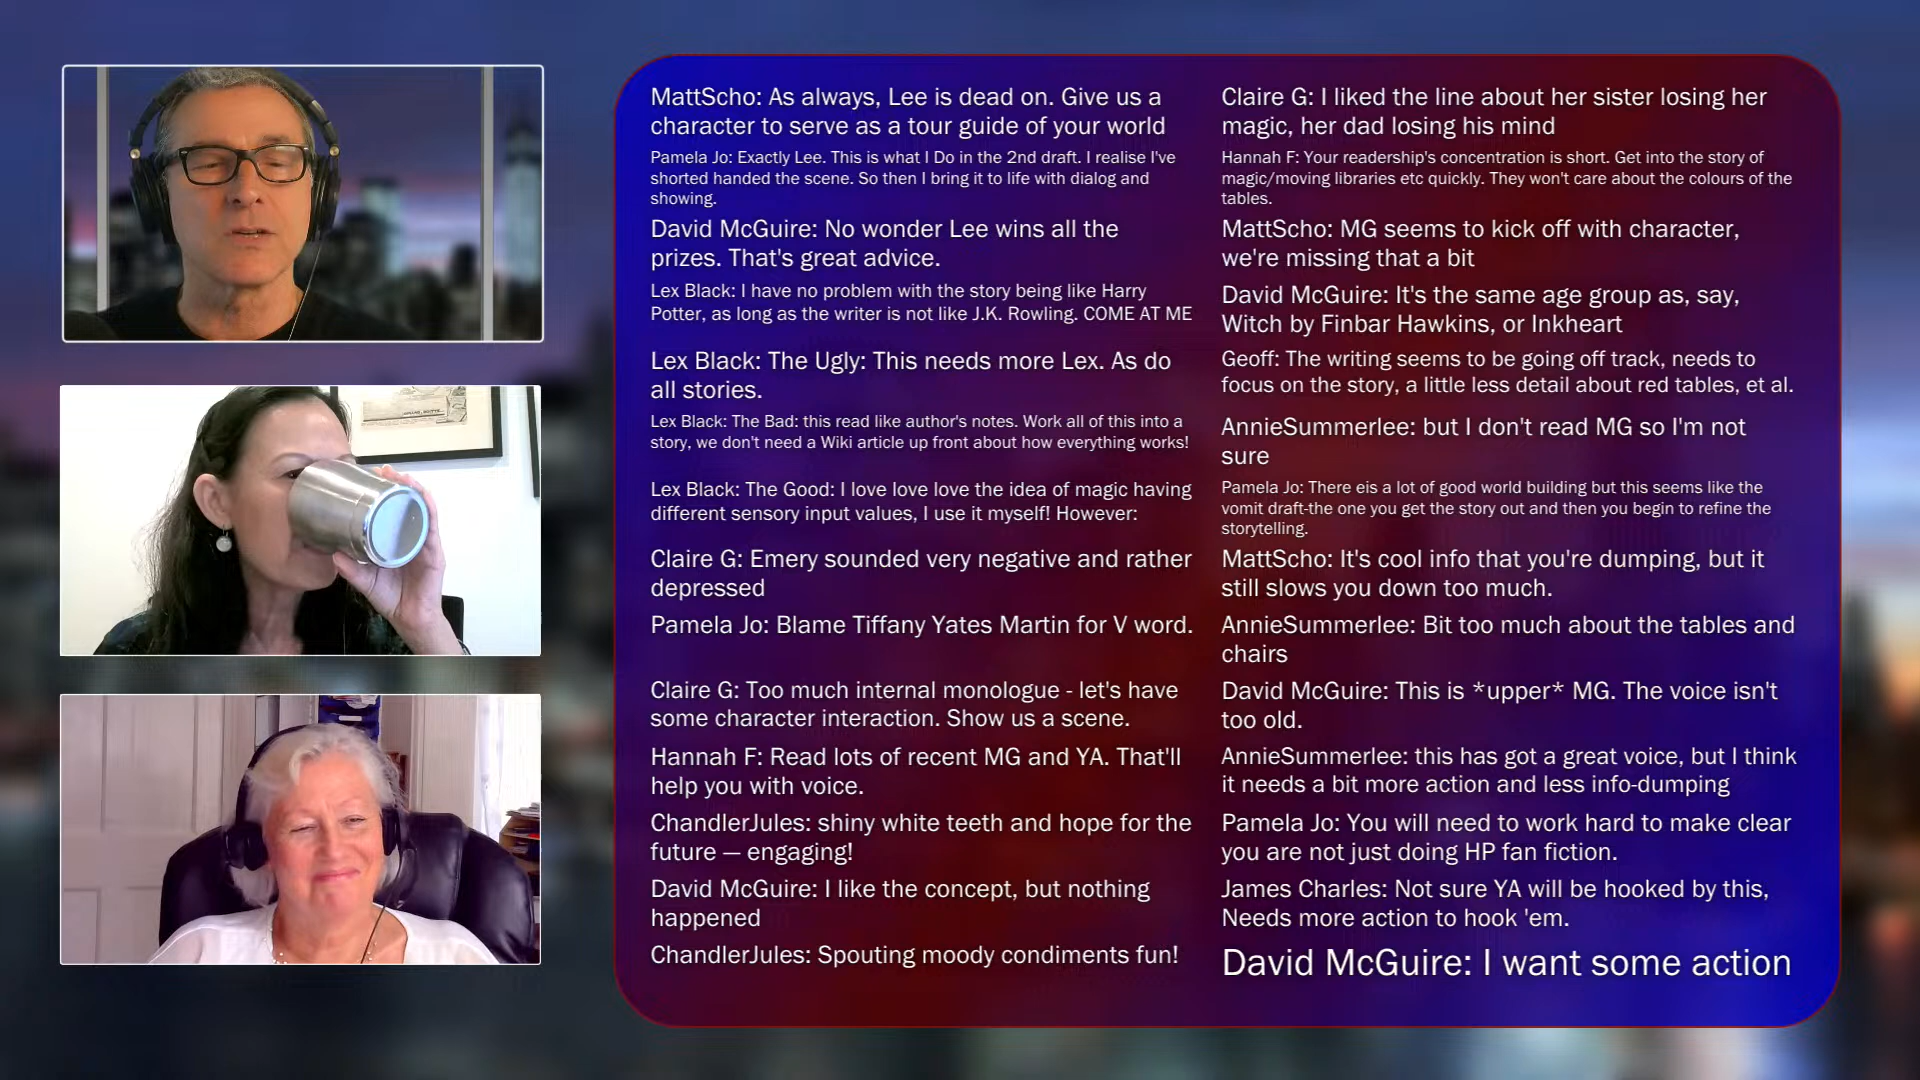 MattScho: As always, Lee is dead on. Give us a
character to serve as a tour guide of your world
Pamela Jo: Exactly Lee. This is what I Do in the 2nd draft. I realise I've
shorted handed the scene. So then I bring it to life with dialog and
showing.
David McGuire: No wonder Lee wins all the
prizes. That's great advice.
Lex Black: I have no problem with the story being like Harry
Potter, as long as the writer is not like J.K. Rowling. COME AT ME
Lex Black: The Ugly: This needs more Lex. As do
all stories.
Lex Black: The Bad: this read like author's notes. Work all of this into a
story, we don't need a Wiki article up front about how everything works!
Lex Black: The Good: I love love love the idea of magic having
different sensory input values, I use it myself! However:
Claire G: Emery sounded very negative and rather
depressed
Pamela Jo: Blame Tiffany Yates Martin for V word.
Claire G: Too much internal monologue - let's have
some character interaction. Show us a scene.
Hannah F: Read lots of recent MG and YA. That'll
help you with voice.
ChandlerJules: shiny white teeth and hope for the
future — engaging!
David McGuire: I like the concept, but nothing
happened
ChandlerJules: Spouting moody condiments fun!
Claire G: I liked the line about her sister losing her
magic, her dad losing his mind
Hannah F: Your readership's concentration is short. Get into the story of
magic/moving libraries etc quickly. They won't care about the colours of the
tables.
MattScho: MG seems to kick off with character,
we're missing that a bit
David McGuire: It's the same age group as, say,
Witch by Finbar Hawkins, or Inkheart
Geoff: The writing seems to be going off track, needs to
focus on the story, a little less detail about red tables, et al.
AnnieSummerlee: but I don't read MG so I'm not
sure
Pamela Jo: There eis a lot of good world building but this seems like the
vomit draft-the one you get the story out and then you begin to refine the
storytelling.
MattScho: It's cool info that you're dumping, but it
still slows you down too much.
AnnieSummerlee: Bit too much about the tables and
chairs
David McGuire: This is *upper* MG. The voice isn't
too old.
AnnieSummerlee: this has got a great voice, but I think
it needs a bit more action and less info-dumping
Pamela Jo: You will need to work hard to make clear
you are not just doing HP fan fiction.
James Charles: Not sure YA will be hooked by this,
Needs more action to hook 'em.
David McGuire: I want some action